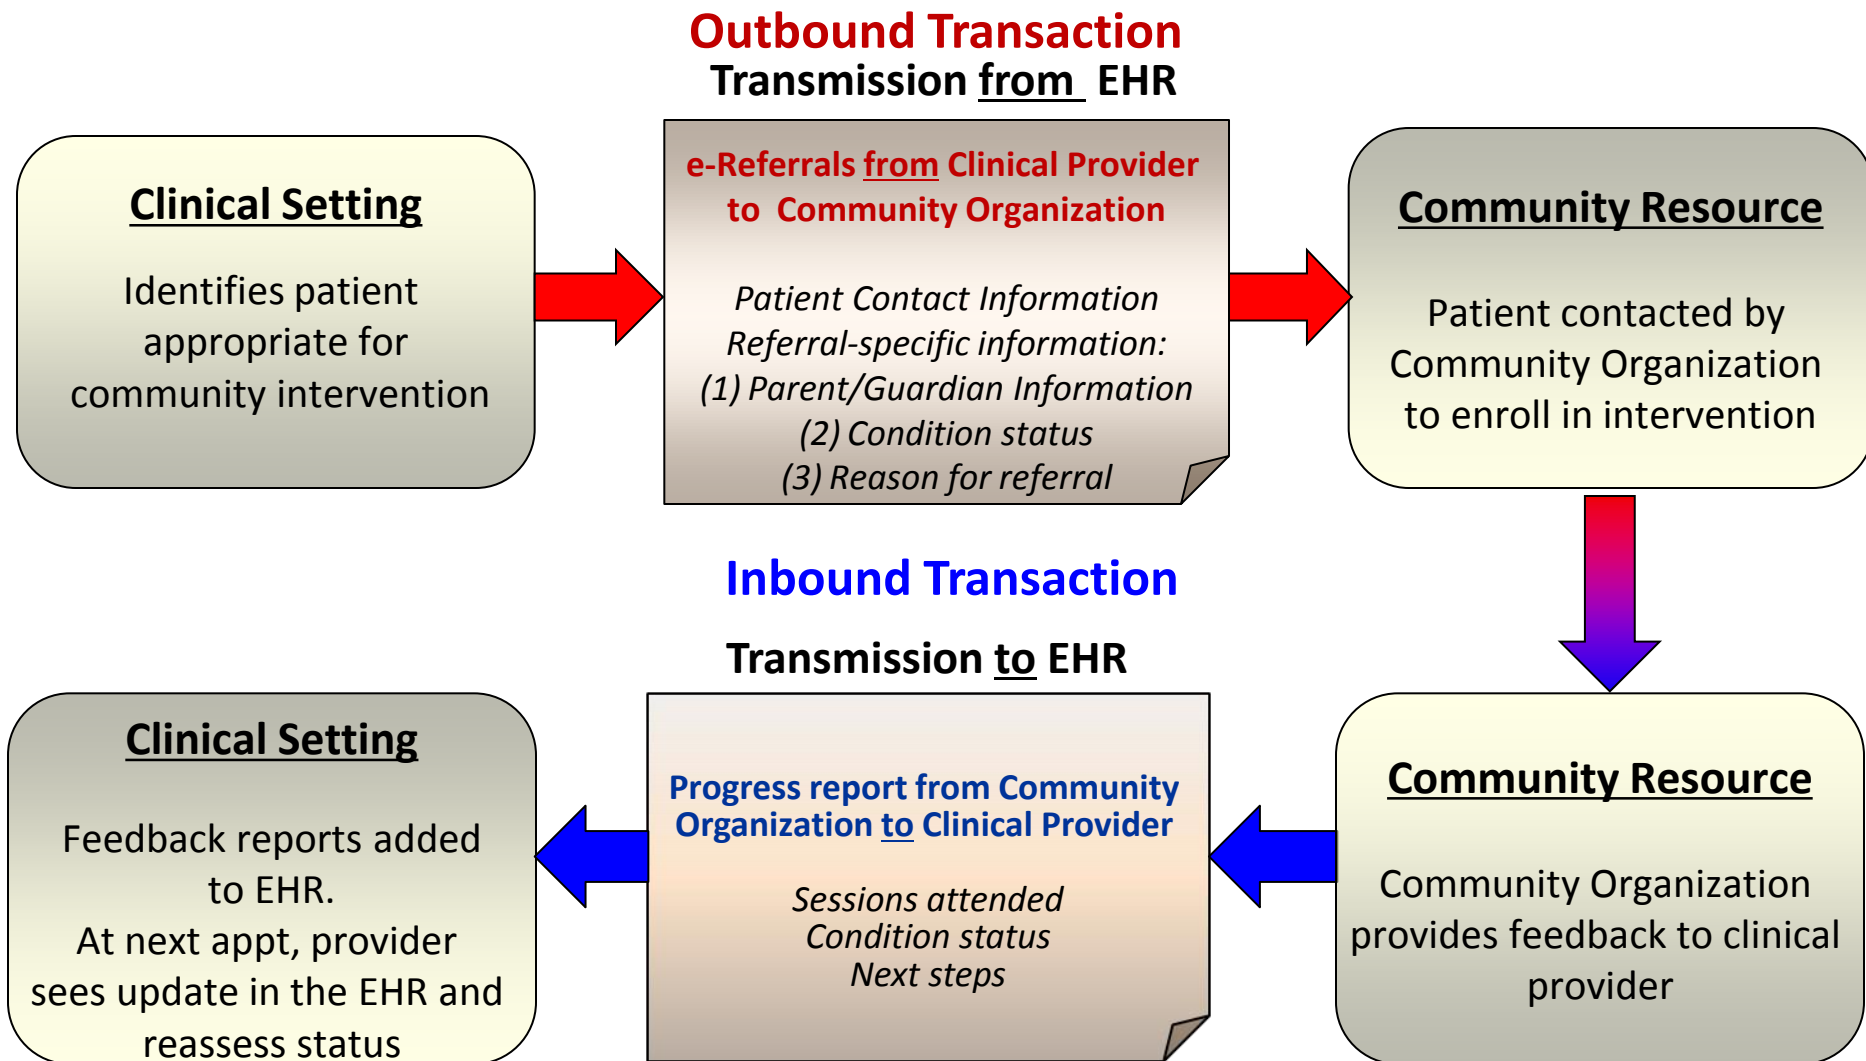 Outbound Transaction
Transmission from EHR
Clinical Setting
Identifies patient
appropriate for
community intervention
e-Referrals from Clinical Provider
to Community Organization
Patient Contact Information
Referral-specific information:
(1) Parent/Guardian Information
(2) Condition status
(3) Reason for referral
Community Resource
Patient contacted by
Community Organization
to enroll in intervention
Inbound Transaction
Transmission to EHR
Clinical Setting
Feedback reports added
to EHR.
At next appt, provider
sees update in the EHR and
reassess status
Progress report from Community
Organization to Clinical Provider
Sessions attended
Condition status
Next steps
Community Resource
Community Organization
provides feedback to clinical
provider